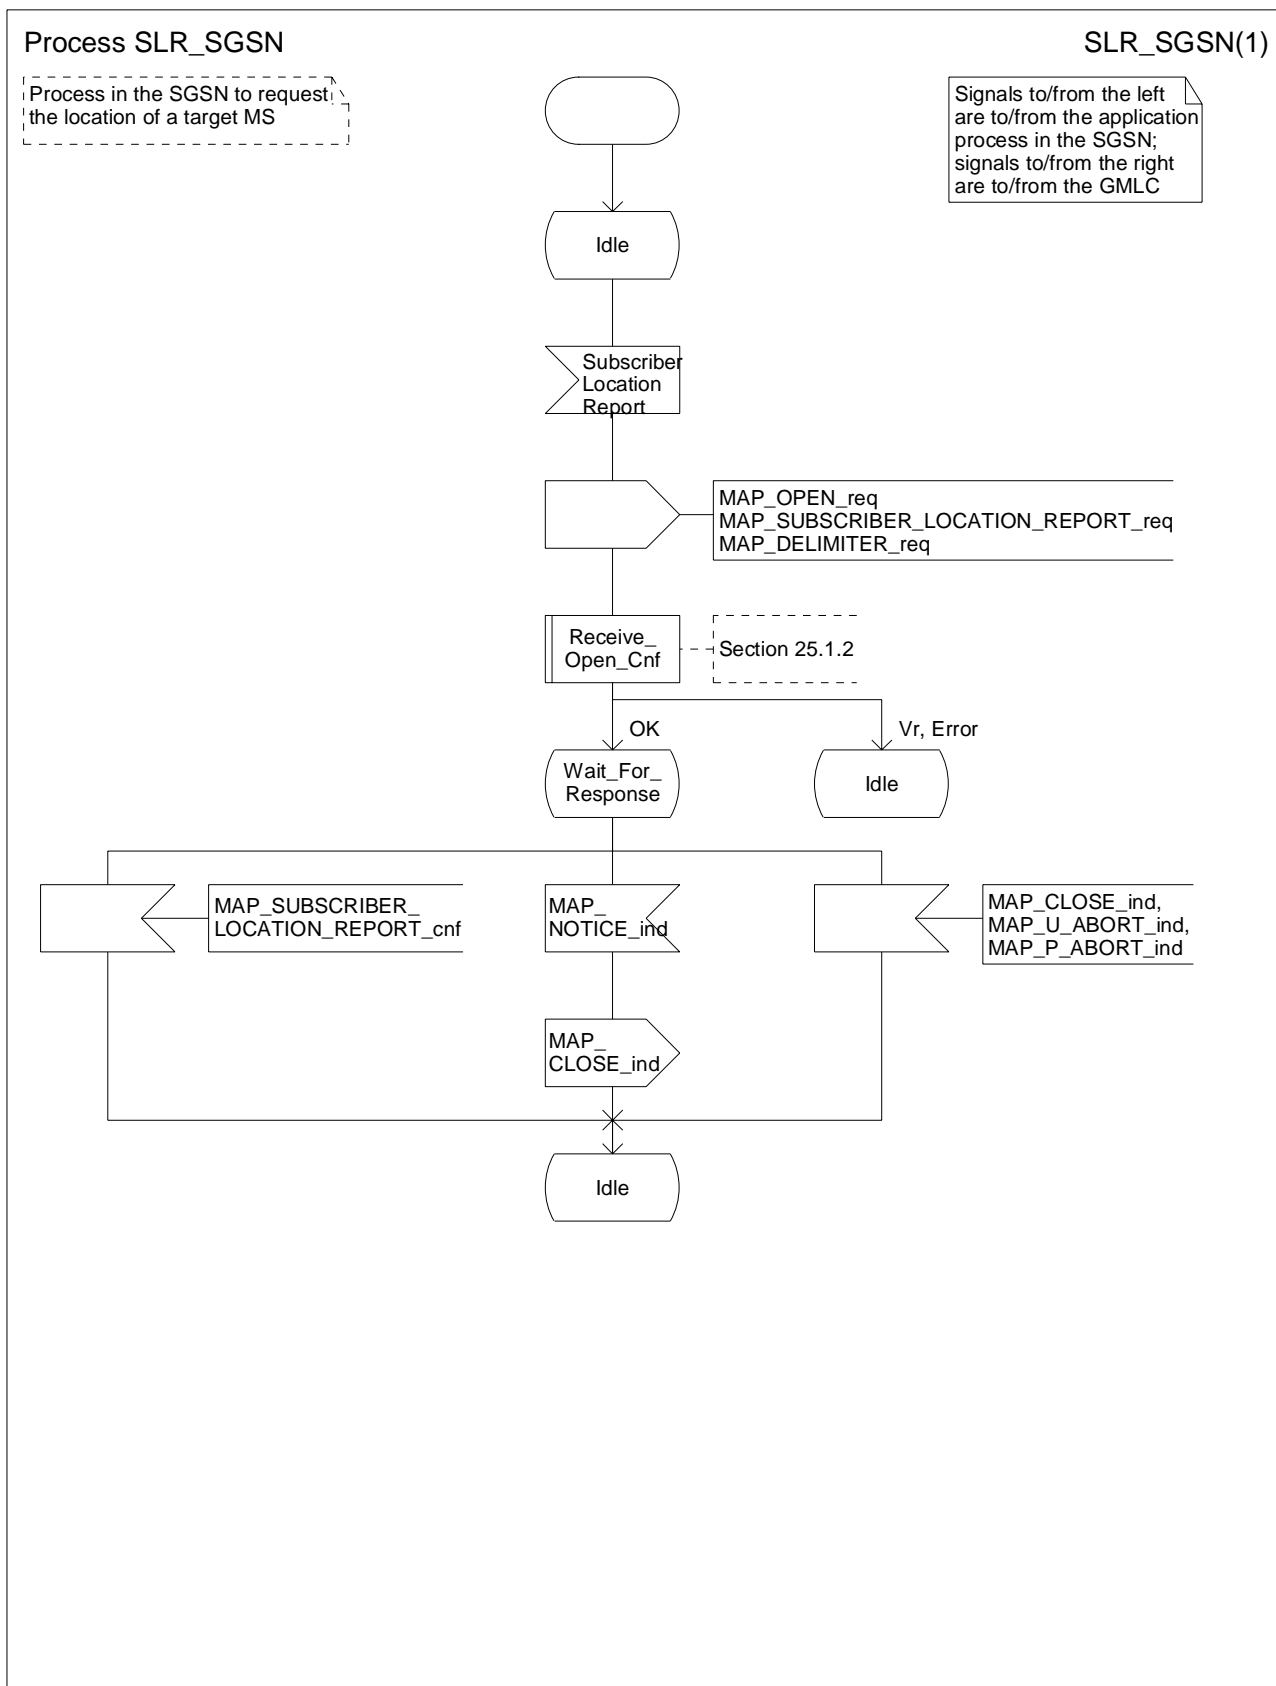 Process SLR_SGSN
SLR_SGSN(1)
Process in the SGSN to request
the location of a target MS
Signals to/from the left
are to/from the application
process in the SGSN;
signals to/from the right
are to/from the GMLC
Idle
Subscriber
Location
Report
MAP_OPEN_req
MAP_SUBSCRIBER_LOCATION_REPORT_req
MAP_DELIMITER_req
Receive_
Open_Cnf
Section 25.1.2
OK
Vr, Error
Wait_For_
Response
Idle
MAP_SUBSCRIBER_
LOCATION_REPORT_cnf
MAP_
NOTICE_ind
MAP_CLOSE_ind,
MAP_U_ABORT_ind,
MAP_P_ABORT_ind
MAP_
CLOSE_ind
Idle